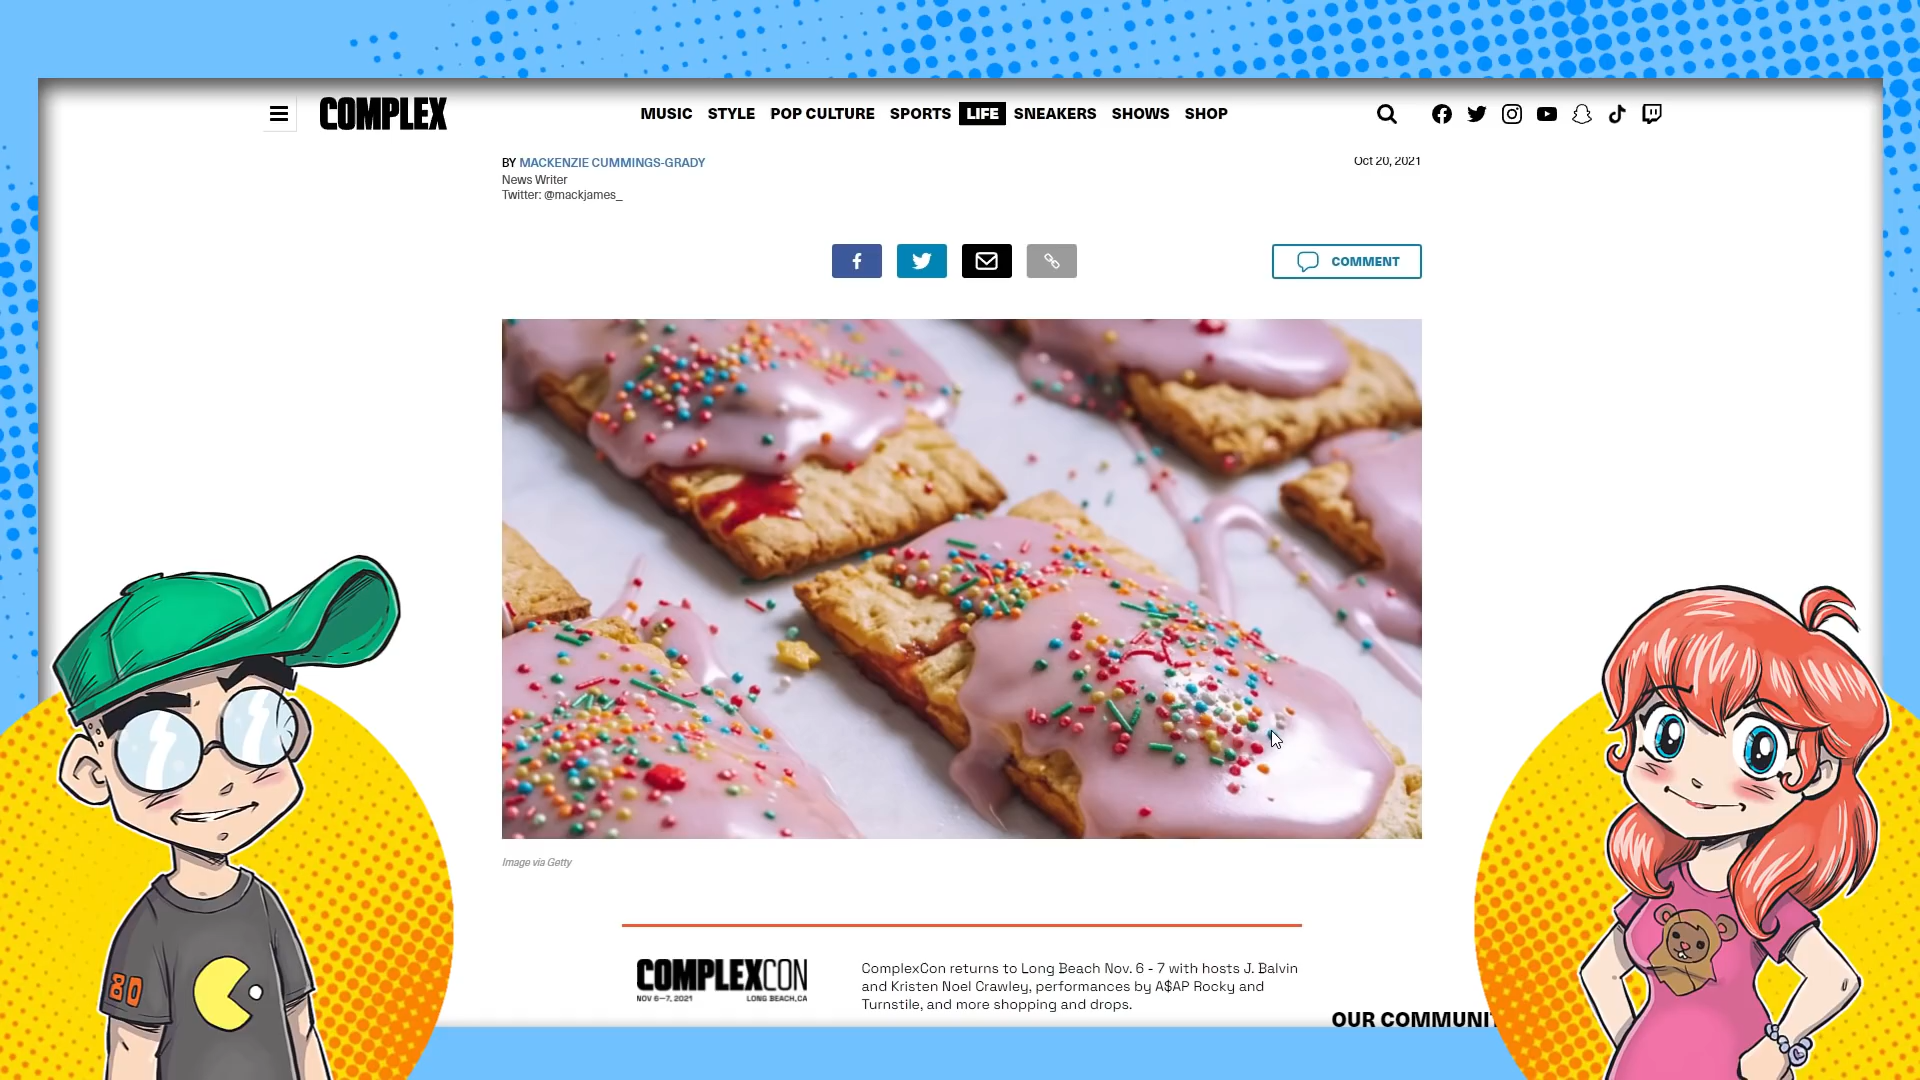 COMPLEX
MUSIC STYLE POP CULTURE SPORTS LIFE SNEAKERS SHOWS SHOP
BY MACKENZIE CUMMINGS-GRADY
Oct 20, 2021
News Writer
Twitter: @mackjames_
COMMENT
Image via Getty
COMPLEXCON
NOV 6–7, 2021 LONG BEACH, CA
ComplexCon returns to Long Beach Nov. 6 - 7 with hosts J. Balvin
and Kristen Noel Crawley, performances by A$AP Rocky and
Turnstile, and more shopping and drops.
OUR COMMUNIT
80